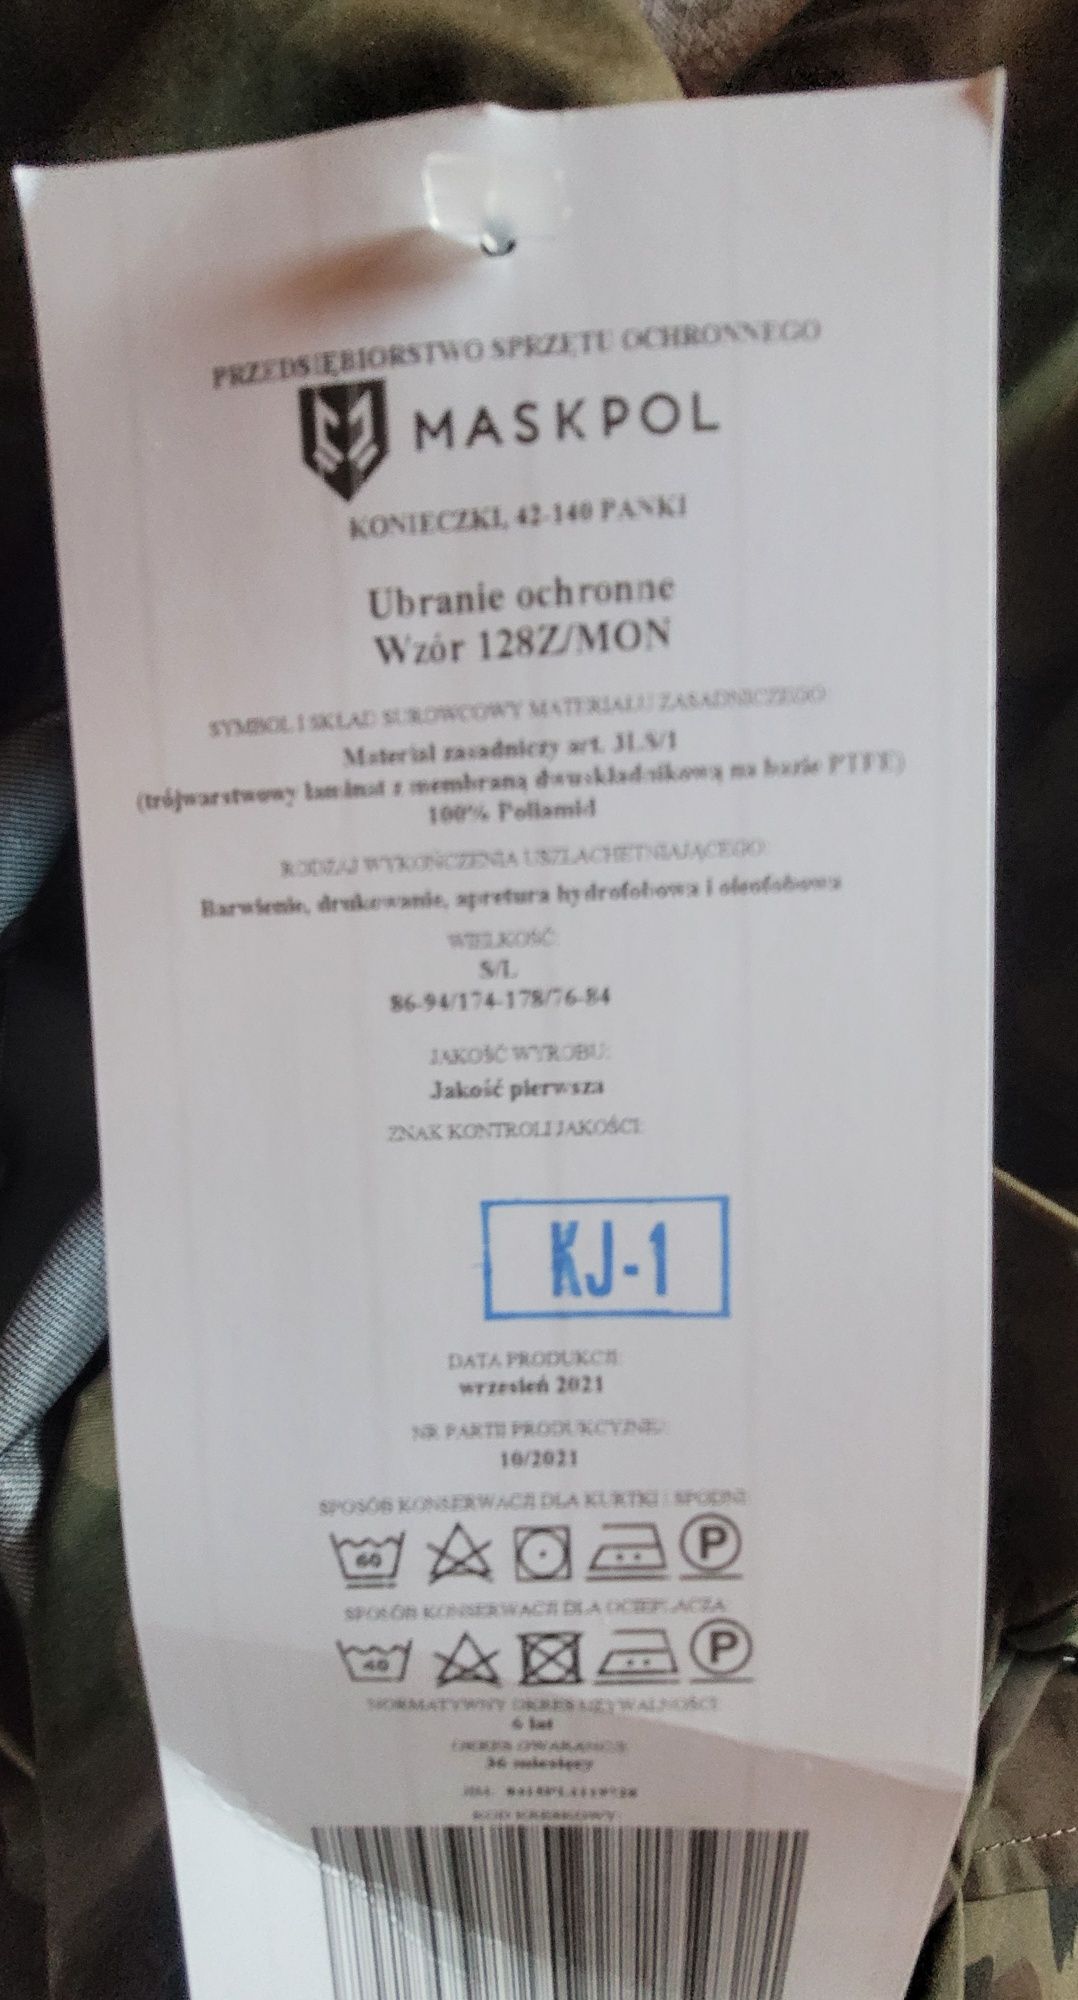 PRZEDSIĘBIORSTWO SPRZĘTU OCHRONNEGO
MASKPOL
KONIECZKI, 42-140 PANKI
Ubranie ochronne
Wzór 128Z/MON
SYMBOL I SKŁAD SUROWCOWY MATERIAŁU ZASADNICZEGO
Materiał zasadniczy art. 3LS/1
(trójwarstwowy laminat z membraną dwuskładnikową na bazie PTFE)
100% Poliamid
RODZAJ WYKOŃCZENIA USZLACHETNIAJĄCEGO:
Barwienie, drukowanie, apretura hydrofobowa i oleofobowa
WIELKOŚĆ:
S/L
86-94/174-178/76-84
JAKOŚĆ WYROBU:
Jakość pierwsza
ZNAK KONTROLI JAKOŚCI:
KJ-1
DATA PRODUKCJI:
wrzesień 2021
NR PARTII PRODUKCYJNEJ:
10/2021
SPOSÓB KONSERWACJI DLA KURTKI I SPODNI:
60 P
SPOSÓB KONSERWACJI DLA OCIEPLACZA:
40 P
NORMATYWNY OKRES UŻYWALNOŚCI:
6 lat
OKRES GWARANCJI:
36 miesięcy
KOD KRESKOWY: